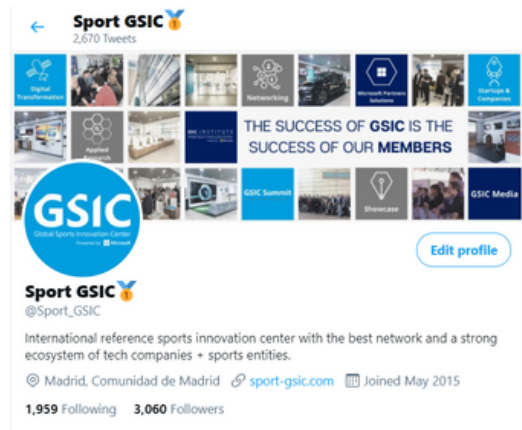 Sport GSIC🥇
2,670 Tweets
Digital
Transformation
Networking
Microsoft Partners
Solutions
Startups &
Companies
Applied
Research
GSIC INSTITUTE
THE SUCCESS OF GSIC IS THE
SUCCESS OF OUR MEMBERS
GSIC Summit
Showcase
GSIC Media
GSIC
Global Sports Innovation Center
Powered by Microsoft
Edit profile
Sport GSIC🥇
@Sport_GSIC
International reference sports innovation center with the best network and a strong
ecosystem of tech companies + sports entities.
Madrid, Comunidad de Madrid sport-gsic.com Joined May 2015
1,959 Following 3,060 Followers